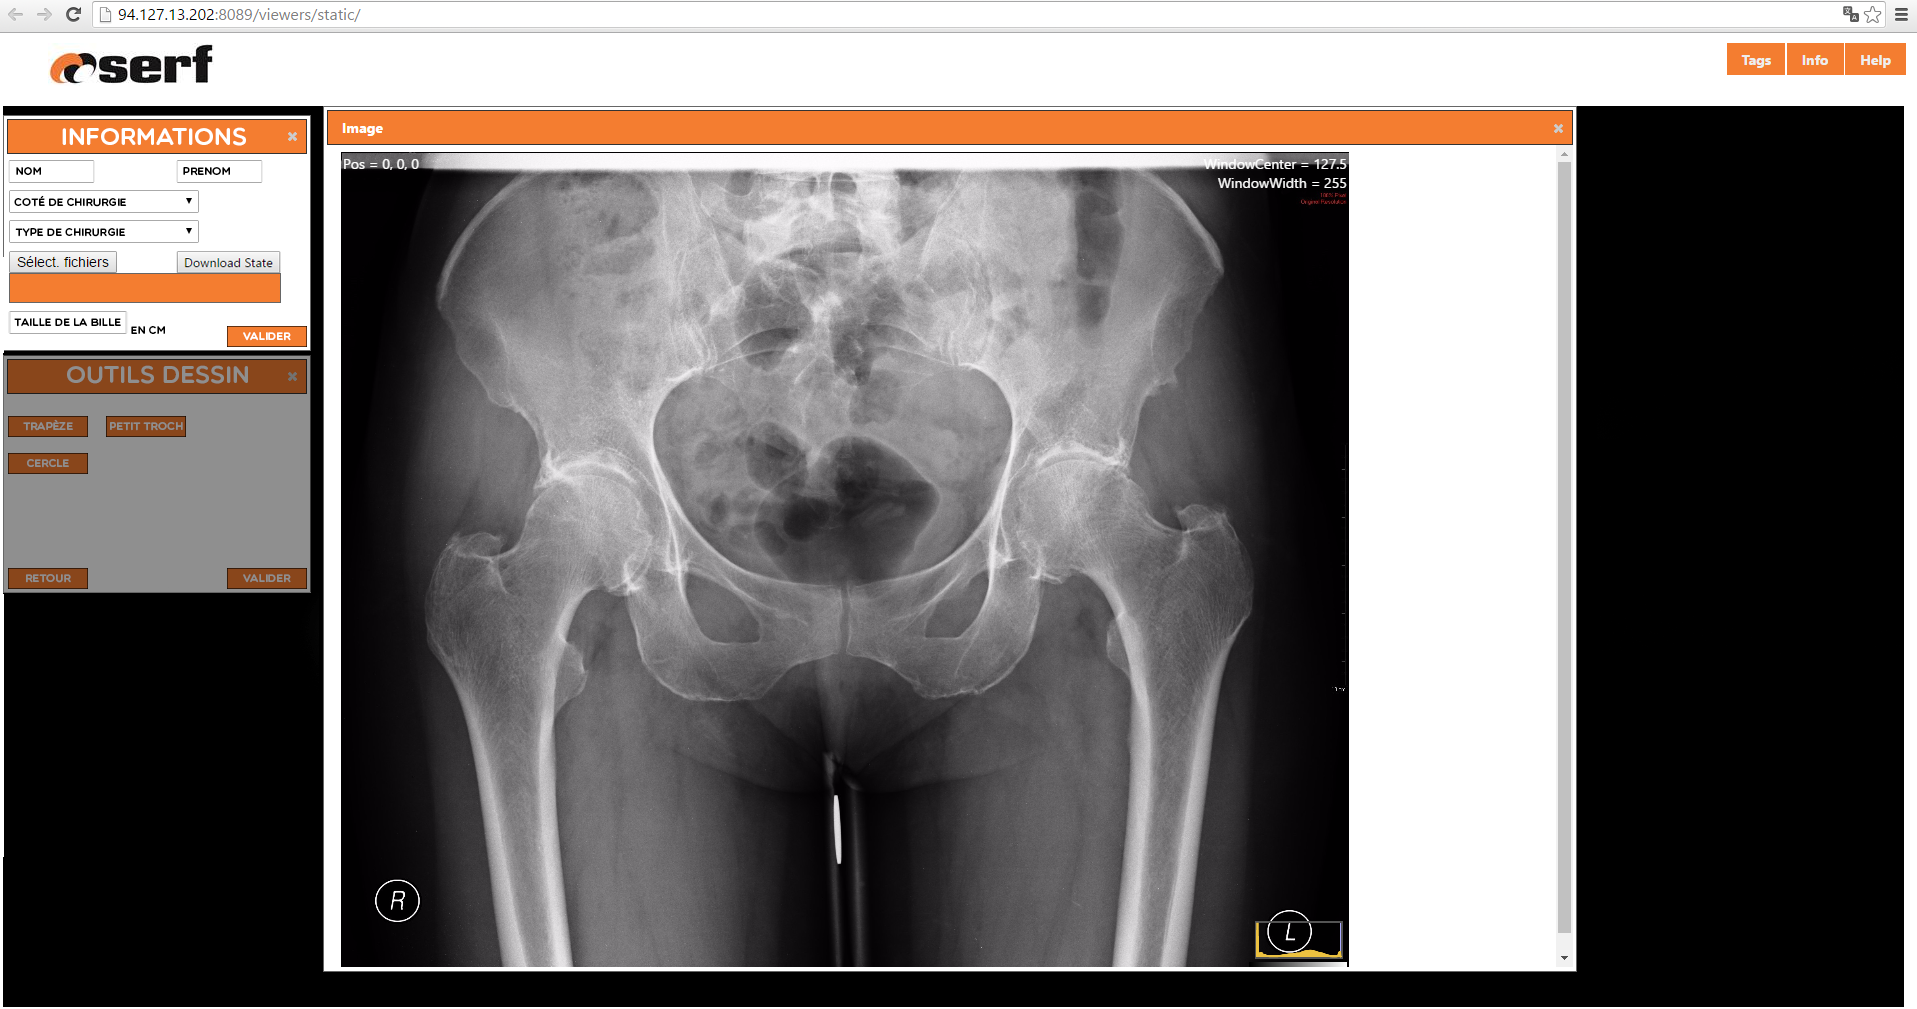 94.127.13.202:8089/viewers/static/
serf
Tags Info Help
INFORMATIONS
NOM PRENOM
COTÉ DE CHIRURGIE
TYPE DE CHIRURGIE
Sélect. fichiers Download State
TAILLE DE LA BILLE EN CM
VALIDER
OUTILS DESSIN
TRAPÈZE PETIT TROCH
CERCLE
RETOUR VALIDER
Image
Pos = 0, 0, 0
WindowCenter = 127.5
WindowWidth = 255
R
L